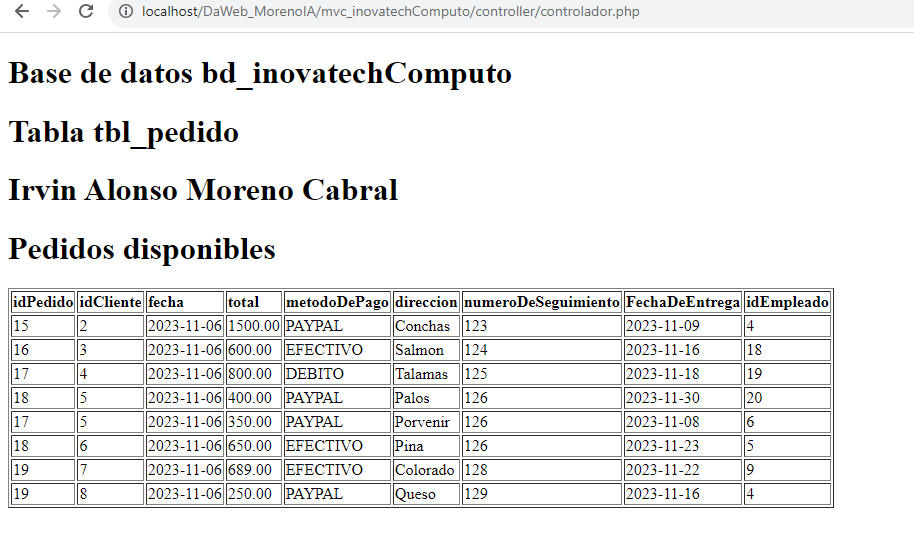 localhost/DaWeb_MorenoIA/mvc_inovatechComputo/controller/controlador.php
Base de datos bd_inovatechComputo
Tabla tbl_pedido
Irvin Alonso Moreno Cabral
Pedidos disponibles
idPedido idCliente fecha total metodoDePago direccion numeroDeSeguimiento FechaDeEntrega idEmpleado
15 2 2023-11-06 1500.00 PAYPAL Conchas 123 2023-11-09 4
16 3 2023-11-06 600.00 EFECTIVO Salmon 124 2023-11-16 18
17 4 2023-11-06 800.00 DEBITO Talamas 125 2023-11-18 19
18 5 2023-11-06 400.00 PAYPAL Palos 126 2023-11-30 20
17 5 2023-11-06 350.00 PAYPAL Porvenir 126 2023-11-08 6
18 6 2023-11-06 650.00 EFECTIVO Pina 126 2023-11-23 5
19 7 2023-11-06 689.00 EFECTIVO Colorado 128 2023-11-22 9
19 8 2023-11-06 250.00 PAYPAL Queso 129 2023-11-16 4